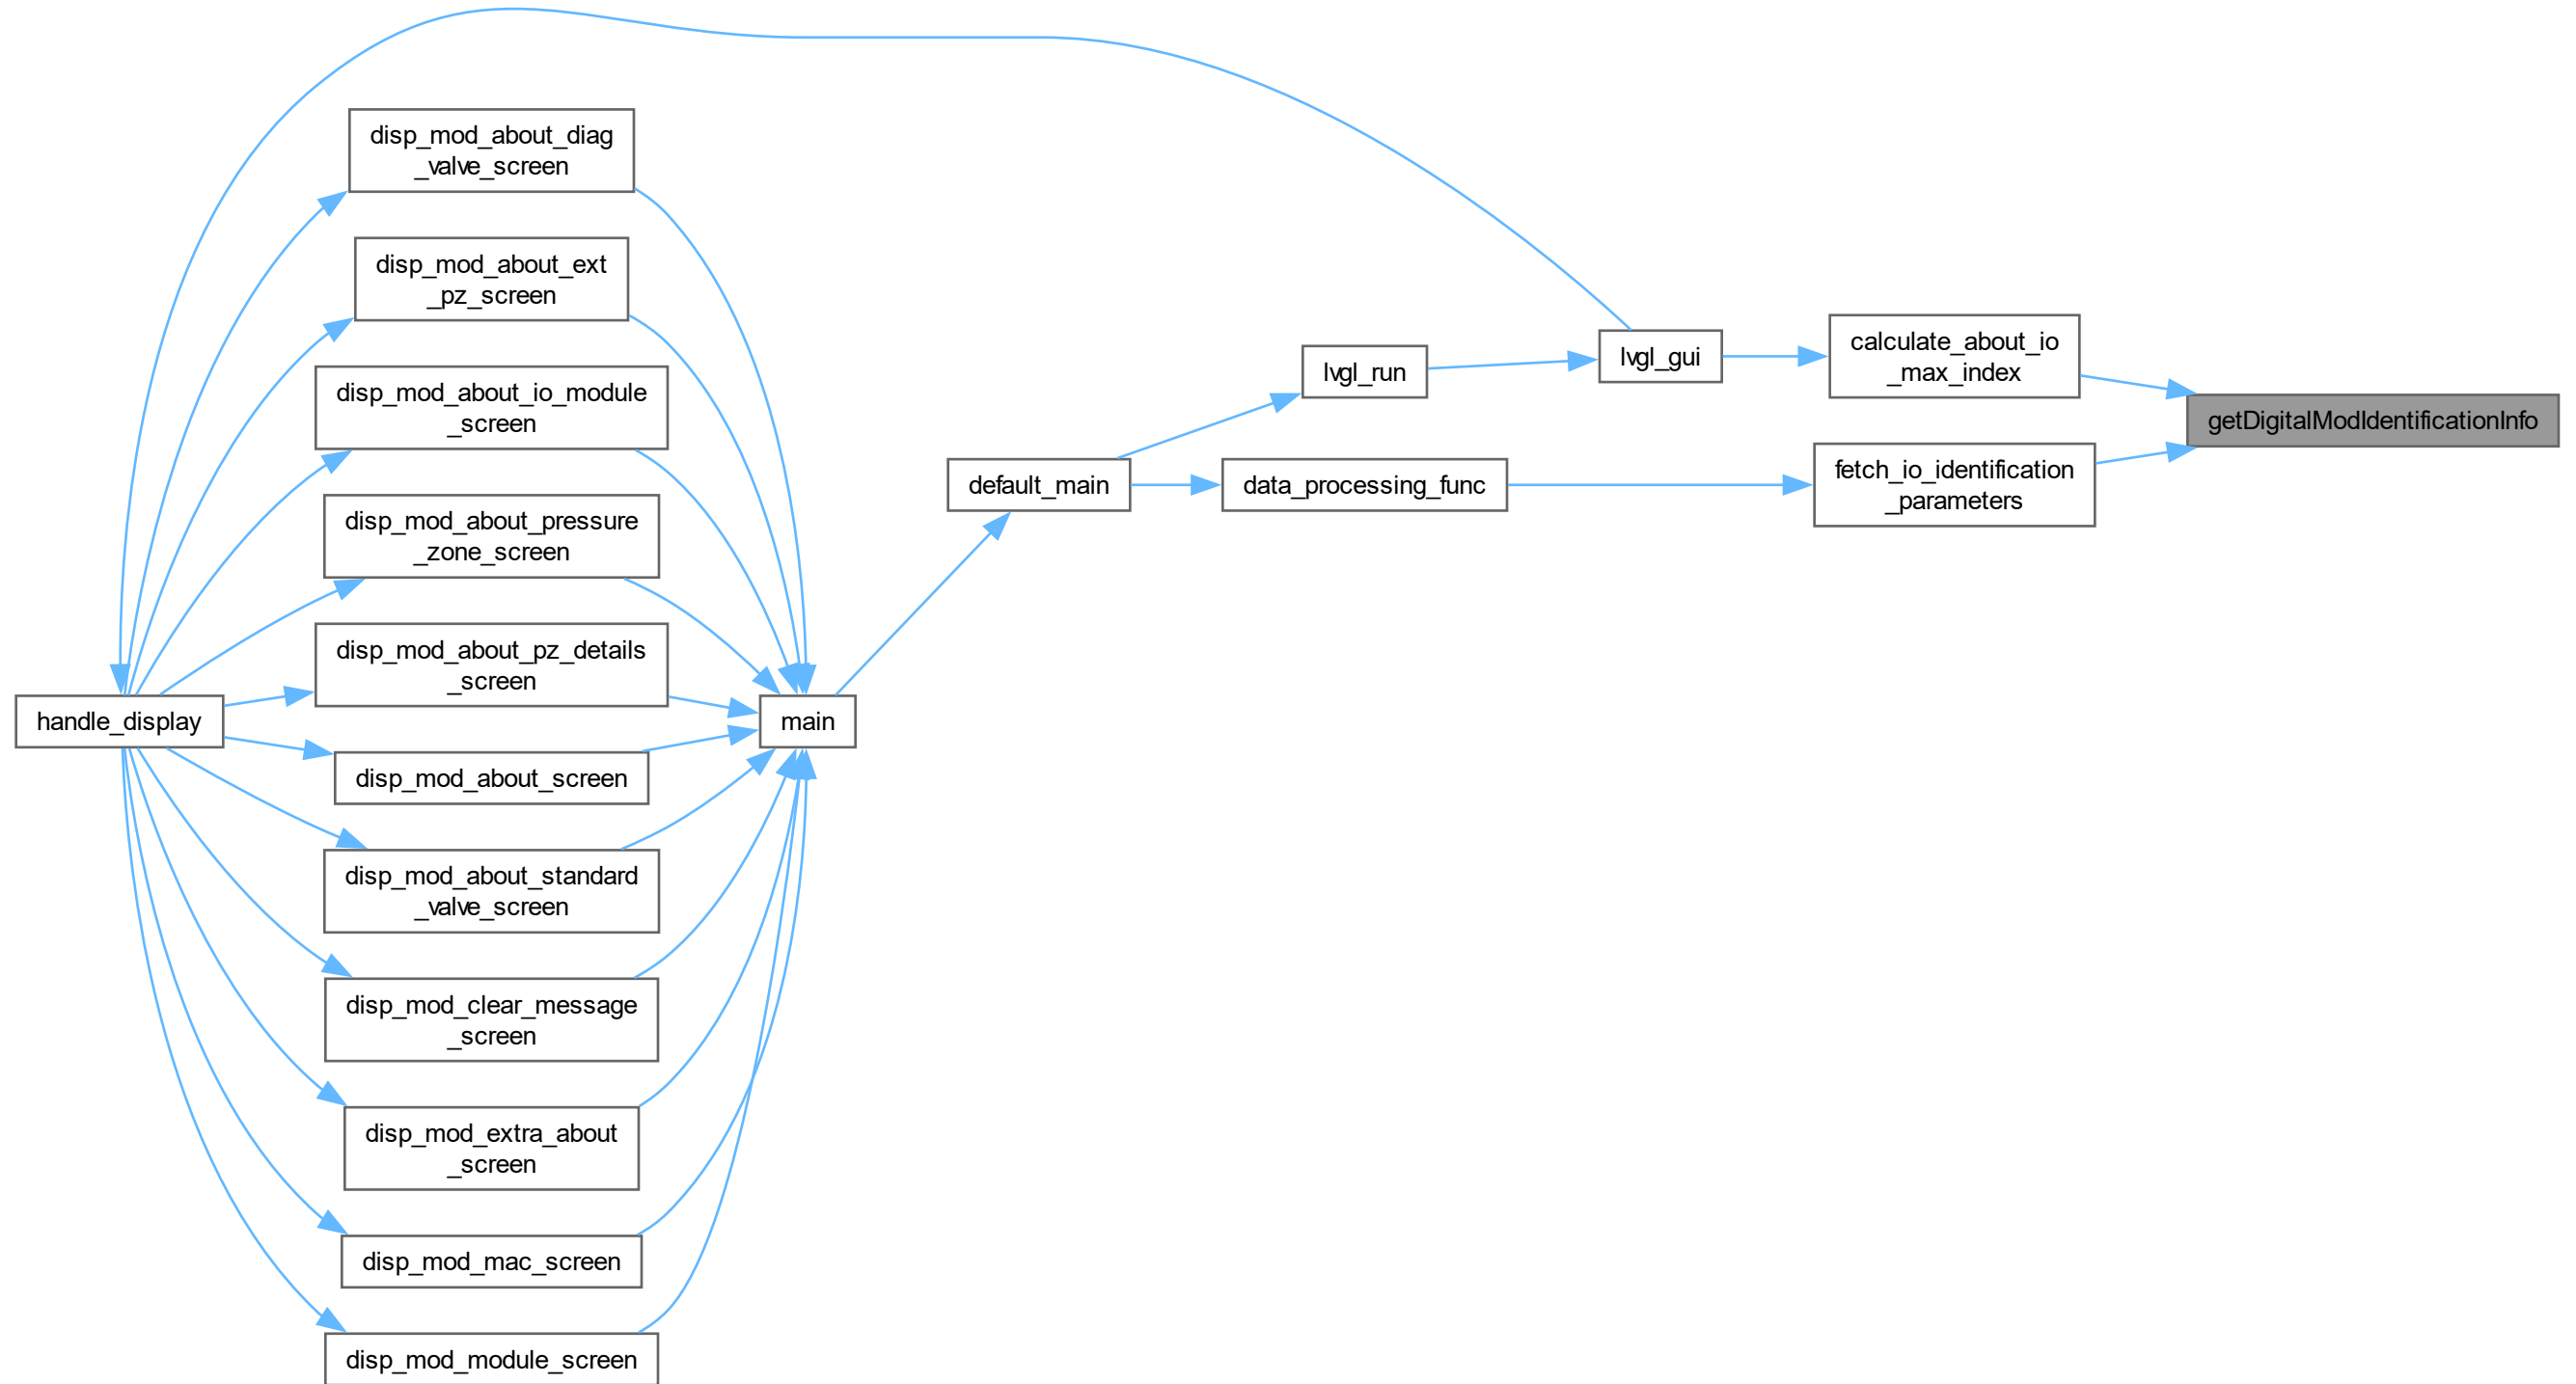 disp_mod_about_diag
_valve_screen
disp_mod_about_ext
_pz_screen
disp_mod_about_io_module
_screen
disp_mod_about_pressure
_zone_screen
disp_mod_about_pz_details
_screen
handle_display
disp_mod_about_screen
disp_mod_about_standard
_valve_screen
disp_mod_clear_message
_screen
disp_mod_extra_about
_screen
disp_mod_mac_screen
disp_mod_module_screen
main
default_main
lvgl_run
data_processing_func
lvgl_gui
calculate_about_io
_max_index
fetch_io_identification
_parameters
getDigitalModIdentificationInfo